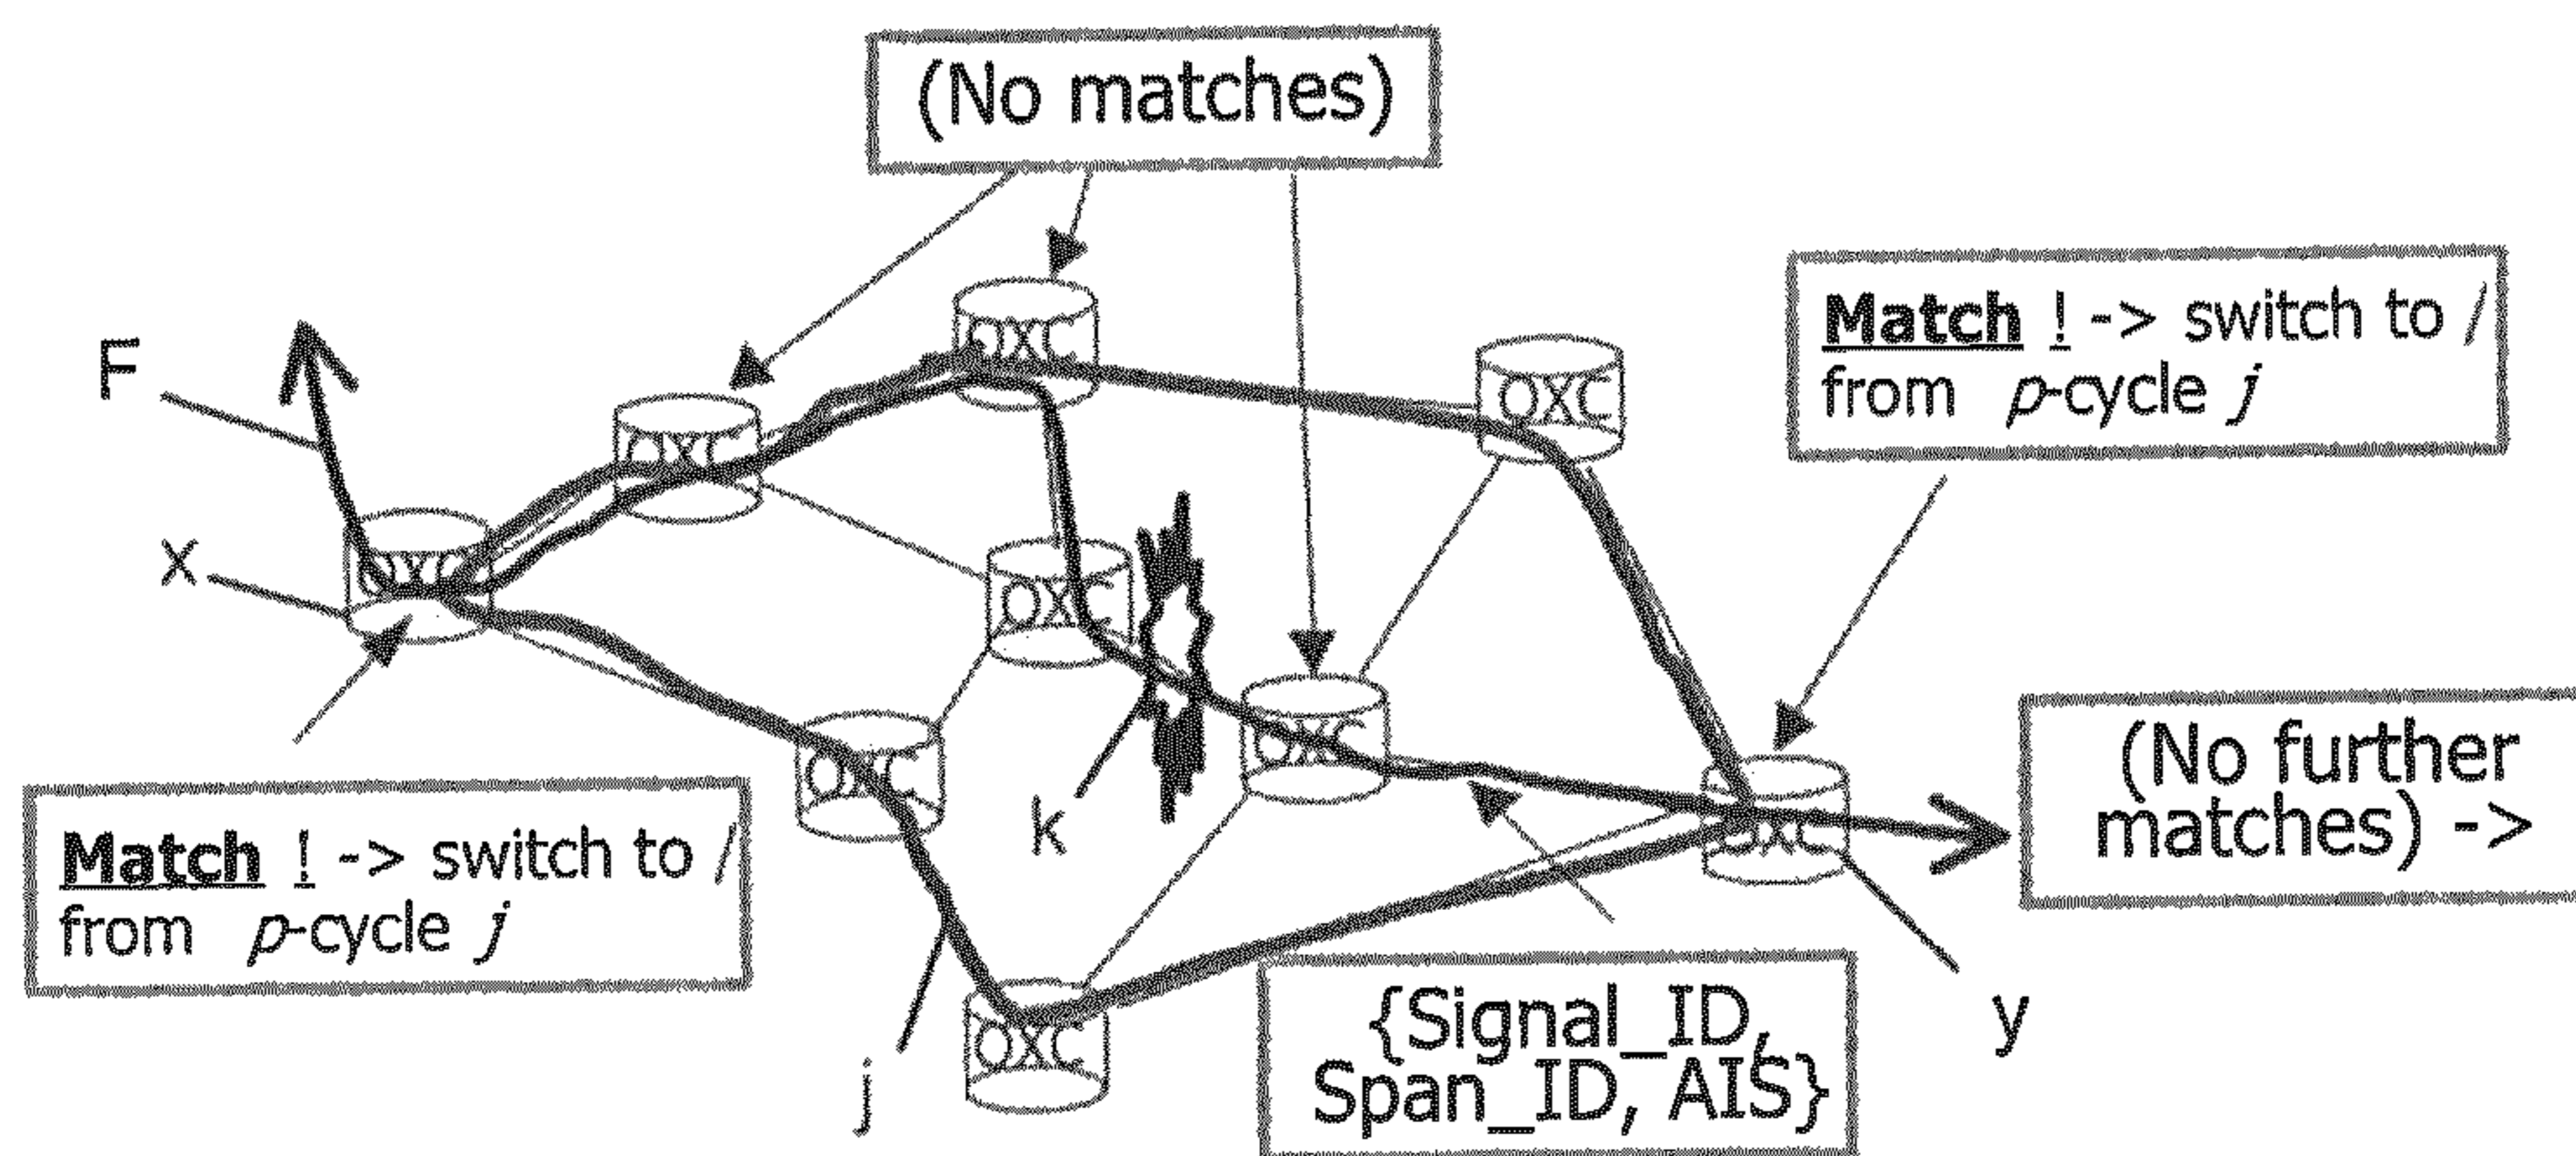 (No matches)
Match ! -> switch to /
from p-cycle j
F
OXC
OXC
OXC
OXC
X
OXC
OXC
OXC
k
(No further
matches) ->
Match ! -> switch to /
from p-cycle j
OXC
{Signal_ID,
Span_ID, AIS}
y
OXC
j